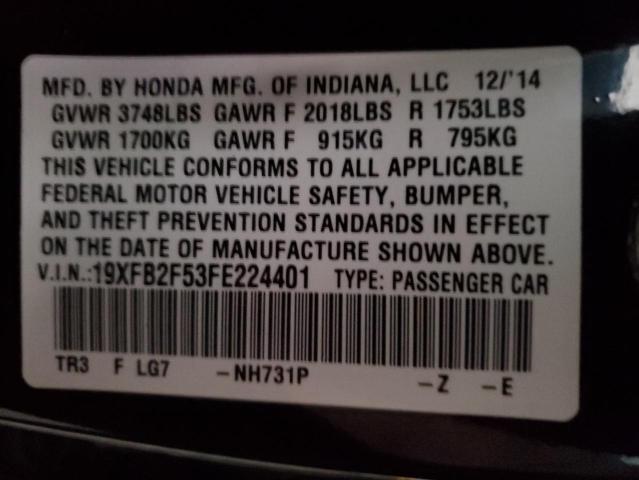 MFD. BY HONDA MFG. OF INDIANA, LLC 12/'14
GVWR 3748LBS GAWR F 2018LBS R 1753LBS
GVWR 1700KG GAWR F 915KG R 795KG
THIS VEHICLE CONFORMS TO ALL APPLICABLE
FEDERAL MOTOR VEHICLE SAFETY, BUMPER,
AND THEFT PREVENTION STANDARDS IN EFFECT
ON THE DATE OF MANUFACTURE SHOWN ABOVE.
V.I.N.:19XFB2F53FE224401 TYPE: PASSENGER CAR
TR3 F LG7 –NH731P –Z –E